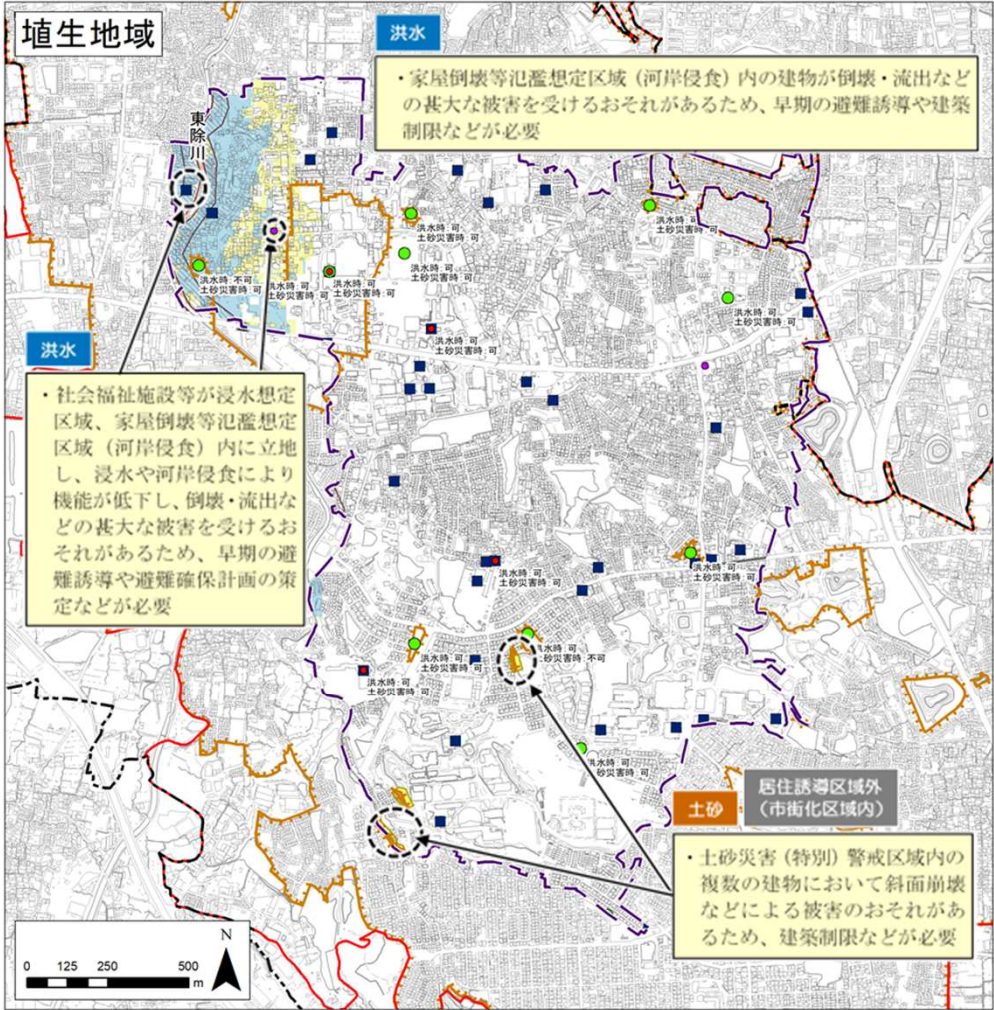 埴生地域
洪水
・家屋倒壊等氾濫想定区域（河岸侵食）内の建物が倒壊・流出など
の甚大な被害を受けるおそれがあるため、早期の避難誘導や建築
制限などが必要
東除川
洪水時:可
土砂災害時:可
洪水時:可
土砂災害時:可
洪水時:可
土砂災害時:可
洪水時:不可
土砂災害時:可
洪水時:可
土砂災害時:可
洪水時:可
土砂災害時:可
洪水時:可
土砂災害時:可
洪水時:可
土砂災害時:可
洪水
・社会福祉施設等が浸水想定
区域、家屋倒壊等氾濫想定
区域（河岸侵食）内に立地
し、浸水や河岸侵食により
機能が低下し、倒壊・流出な
どの甚大な被害を受けるお
それがあるため、早期の避
難誘導や避難確保計画の策
定などが必要
洪水時:可
土砂災害時:可
洪水時:可
土砂災害時:可
洪水時:可
土砂災害時:可
水時:可
土砂災害時:不可
洪水時:可
土砂災害時:可
洪水時:可
砂災害時:可
土砂
居住誘導区域外
（市街化区域内）
・土砂災害（特別）警戒区域内の
複数の建物において斜面崩壊
などによる被害のおそれがあ
るため、建築制限などが必要
N
0 125 250 500
m